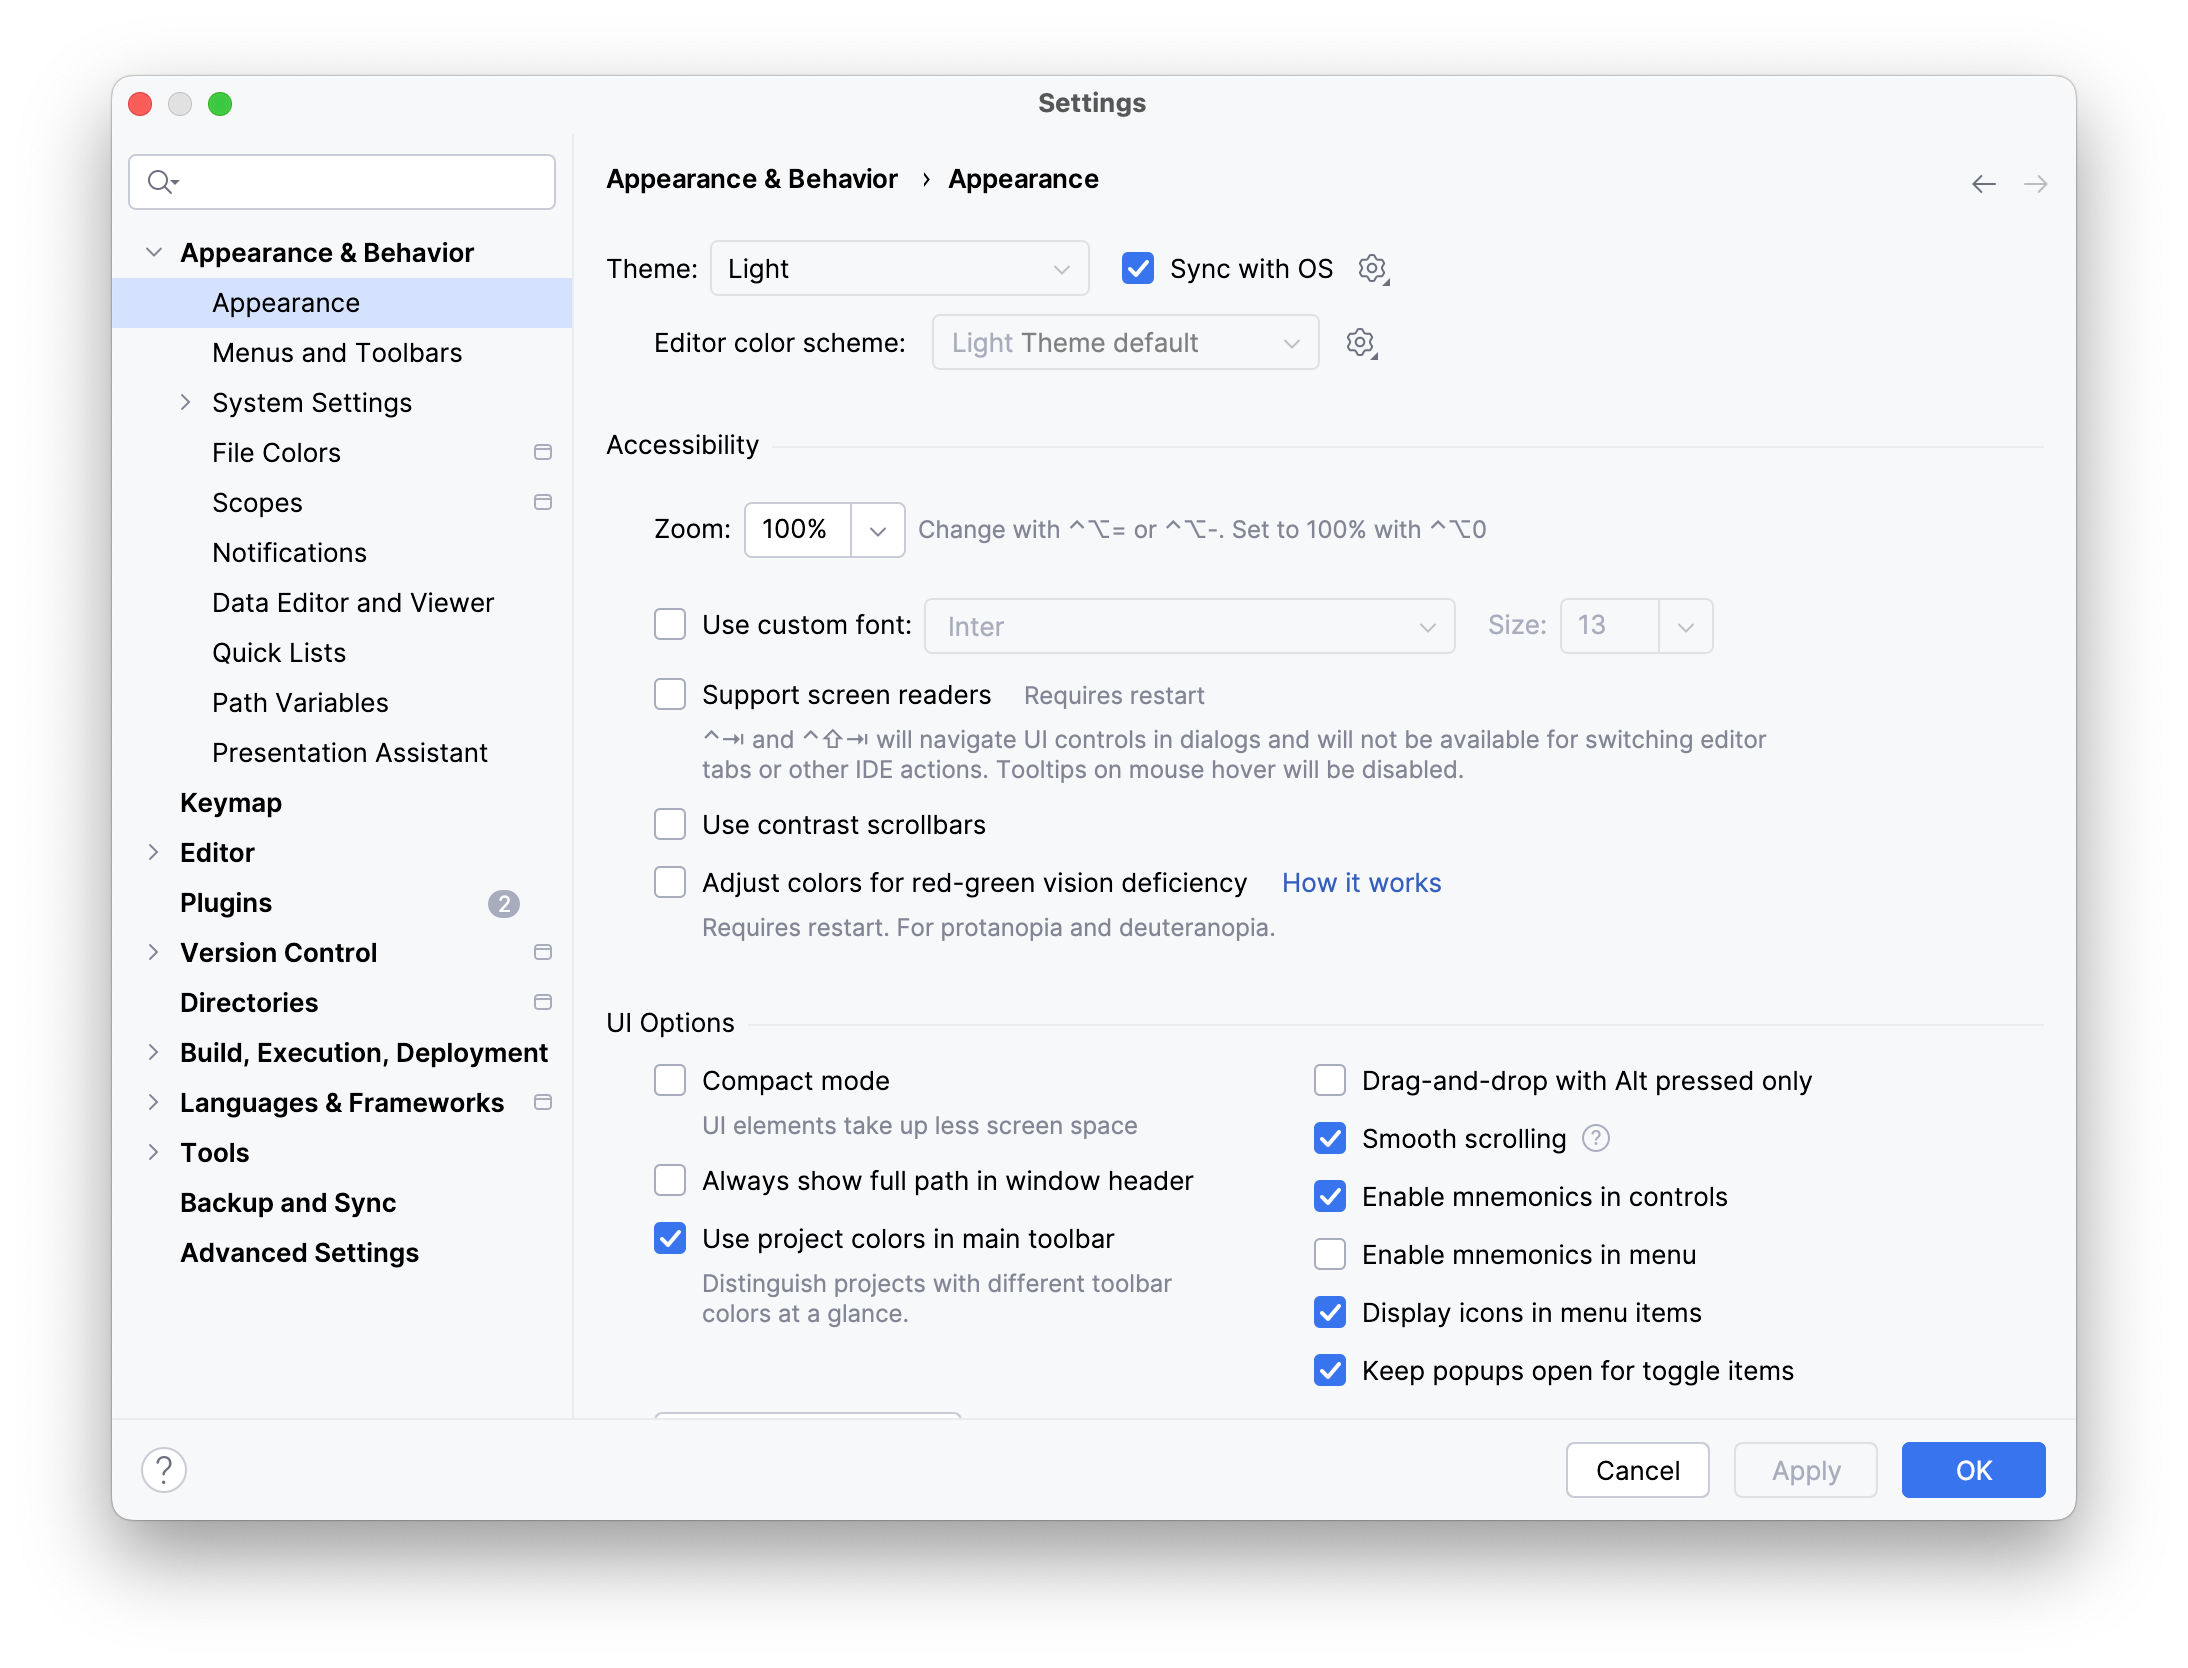 Settings
Appearance & Behavior
Appearance
Menus and Toolbars
System Settings
File Colors
Scopes
Notifications
Data Editor and Viewer
Quick Lists
Path Variables
Presentation Assistant
Keymap
Editor
Plugins 2
Version Control
Directories
Build, Execution, Deployment
Languages & Frameworks
Tools
Backup and Sync
Advanced Settings
Appearance & Behavior › Appearance
Theme: Light Sync with OS
Editor color scheme: Light Theme default
Accessibility
Zoom: 100% Change with ^⌥= or ^⌥-. Set to 100% with ^⌥0
Use custom font: Inter Size: 13
Support screen readers Requires restart
^⇥ and ^⇧⇥ will navigate UI controls in dialogs and will not be available for switching editor
tabs or other IDE actions. Tooltips on mouse hover will be disabled.
Use contrast scrollbars
Adjust colors for red-green vision deficiency How it works
Requires restart. For protanopia and deuteranopia.
UI Options
Compact mode
UI elements take up less screen space
Always show full path in window header
Use project colors in main toolbar
Distinguish projects with different toolbar
colors at a glance.
Drag-and-drop with Alt pressed only
Smooth scrolling ?
Enable mnemonics in controls
Enable mnemonics in menu
Display icons in menu items
Keep popups open for toggle items
? Cancel Apply OK